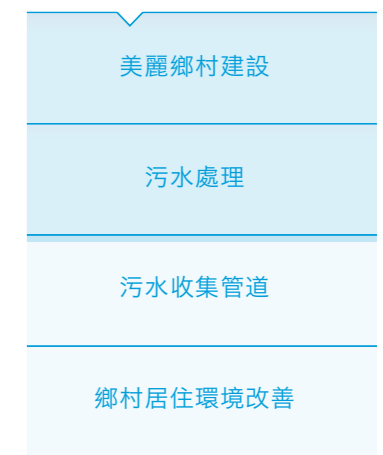 美麗鄉村建設
污水處理
污水收集管道
鄉村居住環境改善